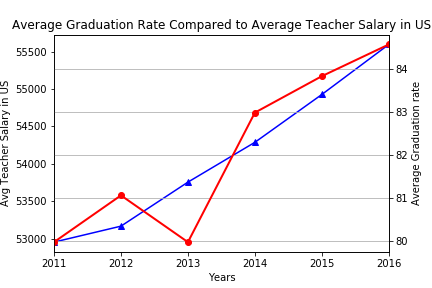 Average Graduation Rate Compared to Average Teacher Salary in US
55500
55000
54500
54000
53500
53000
Avg Teacher Salary in US
84
83
82
81
80
Average Graduation rate
2011 2012 2013 2014 2015 2016
Years